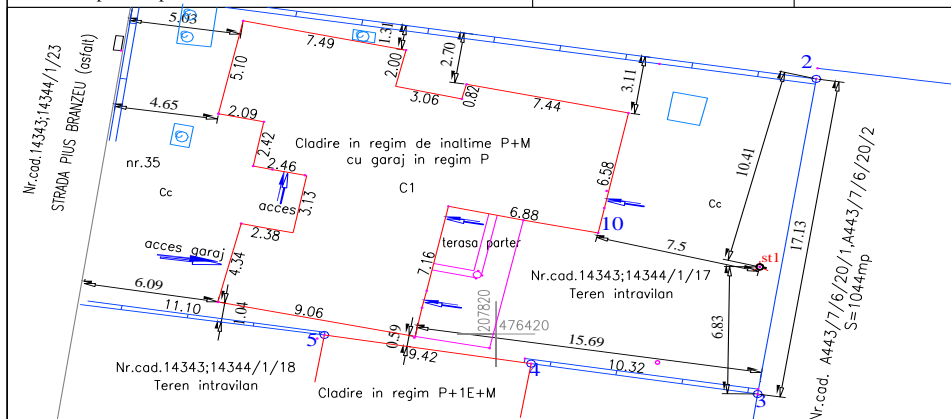 5.03
7.49
1.31
2.70
2.00
3.06
0.82
7.44
3.11
2
Nr.cad.14343;14344/1/23
STRADA PIUS BRANZEU (asfalt)
5.10
4.65
2.09
2.42
2.46
Cladire in regim de inaltime P+M
cu garaj in regim P
C1
nr.35
Cc
acces
3.13
6.58
10.41
Cc
17.13
Nr.cad. A443/7/6/20/1,A443/7/6/20/2
S=1044mp
2.38
acces garaj
4.34
6.88
10
terasa parter
7.16
7.5
st1
Nr.cad.14343;14344/1/17
Teren intravilan
6.09
11.10
1.04
9.06
0.59
207820
476420
15.69
6.83
5
9.42
4
10.32
3
Nr.cad.14343;14344/1/18
Teren intravilan
Cladire in regim P+1E+M